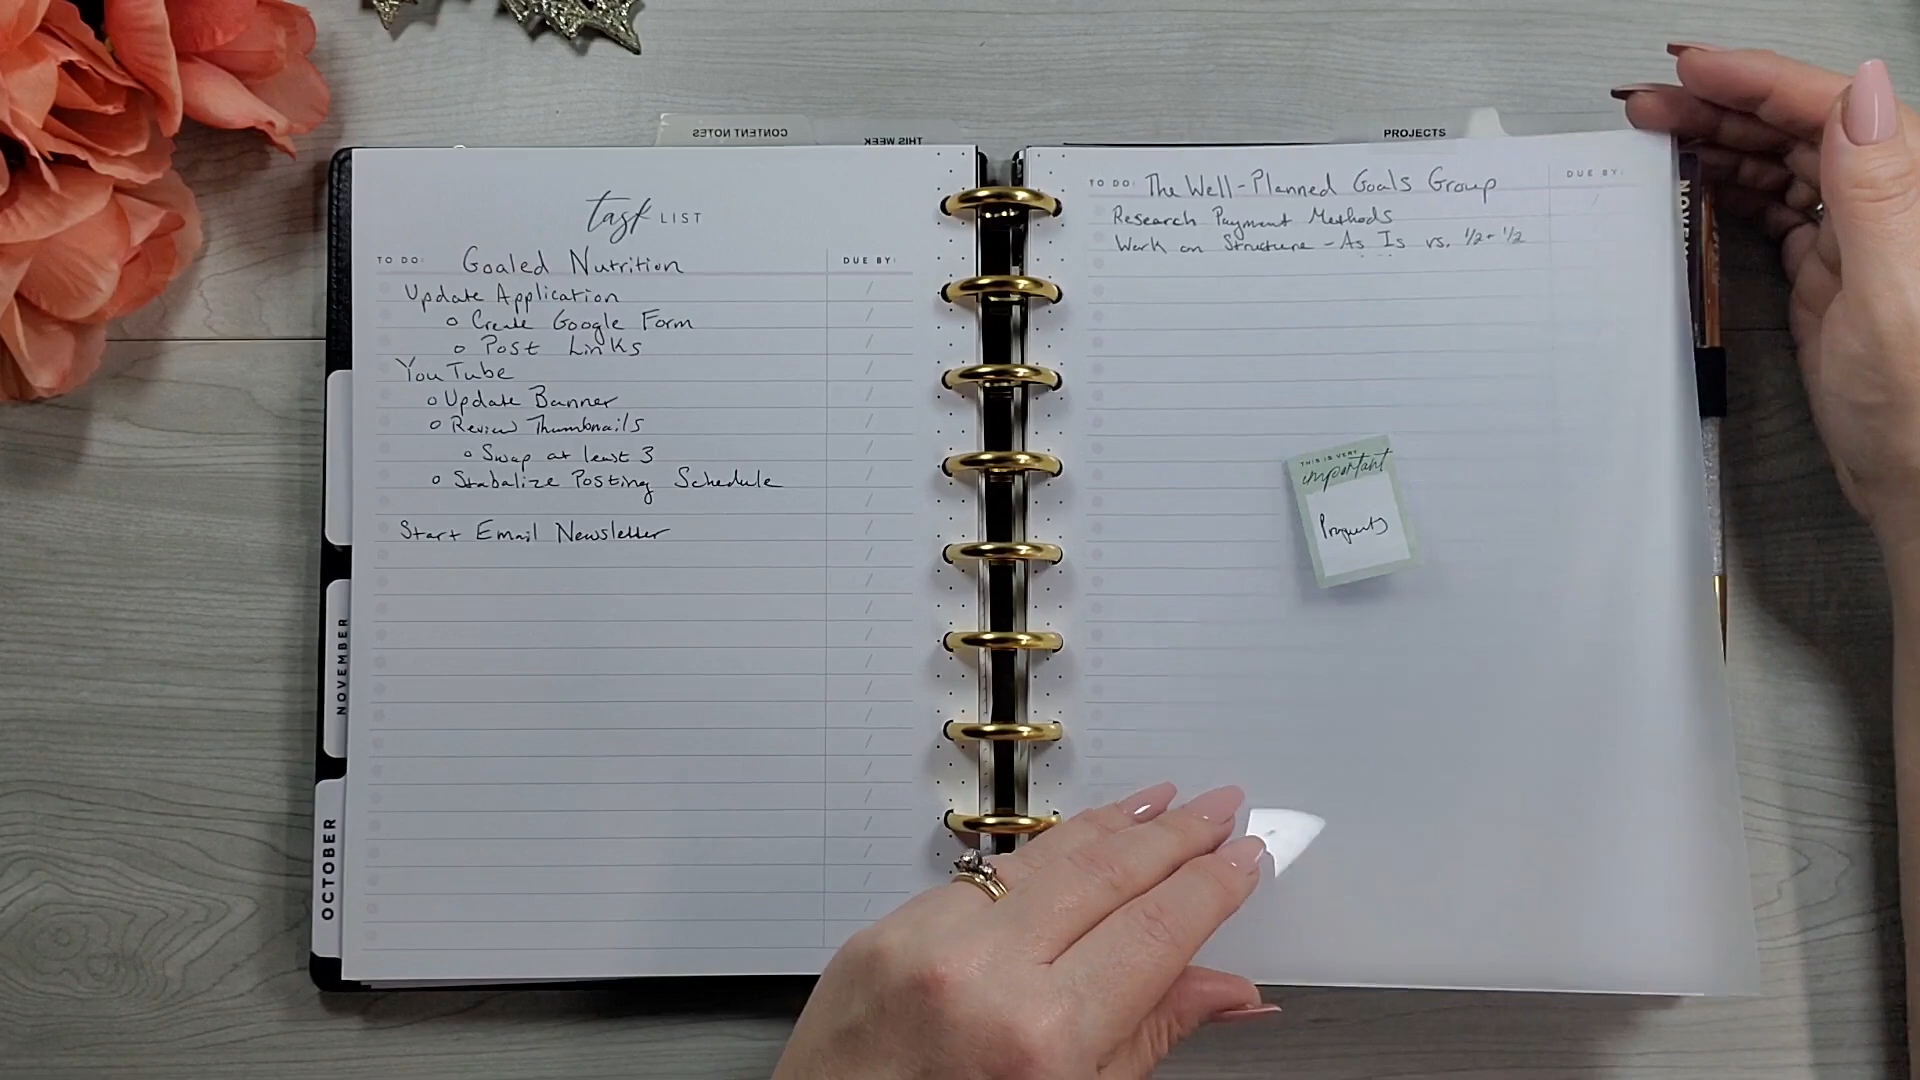 CONTENT NOTES
THIS WEEK
task LIST
TO DO: Goaled Nutrition DUE BY:
Update Application
o Create Google Form
o Post Links
YouTube
o Update Banner
o Review Thumbnails
o Swap at least 3
o Stabalize Posting Schedule
Start Email Newsletter
NOVEMBER
OCTOBER
PROJECTS
TO DO: The Well-Planned Goals Group DUE BY:
Research Payment Methods
Work on Structure - As Is vs. 1/2 + 1/2
THIS IS VERY
important